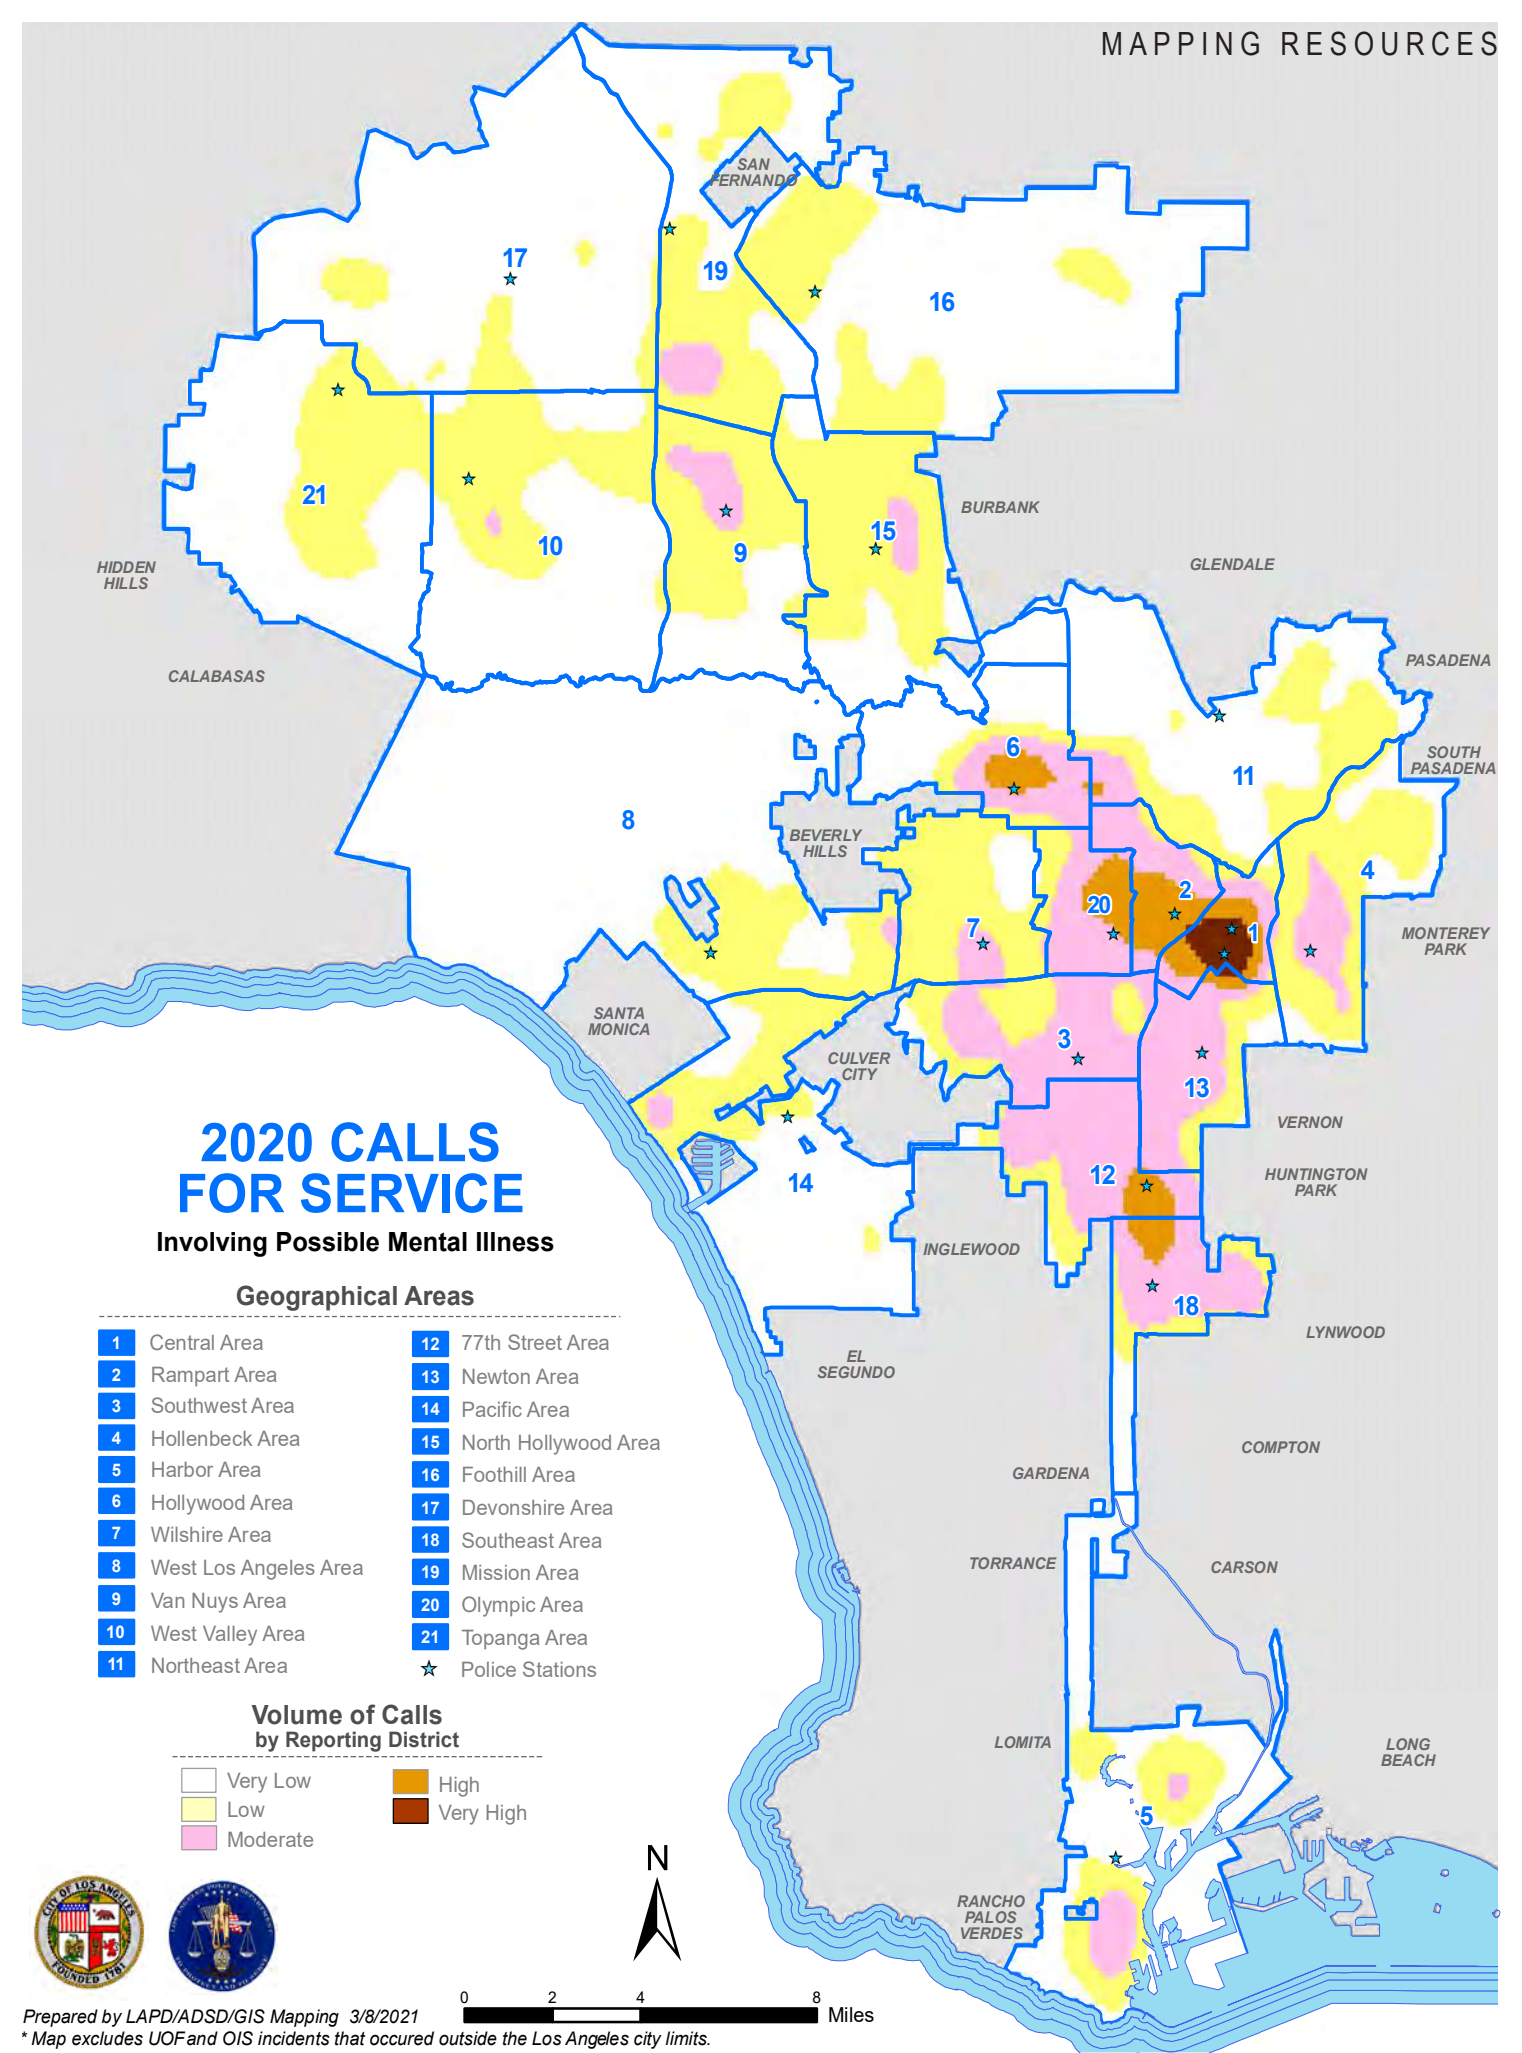 MAPPING RESOURCES
SAN
FERNANDO
17
19
16
21
10
9
15
BURBANK
GLENDALE
HIDDEN
HILLS
CALABASAS
PASADENA
SOUTH
PASADENA
6
11
8
BEVERLY
HILLS
4
2
20
7
1
MONTEREY
PARK
SANTA
MONICA
CULVER
CITY
3
13
VERNON
HUNTINGTON
PARK
12
14
INGLEWOOD
18
LYNWOOD
EL
SEGUNDO
COMPTON
GARDENA
TORRANCE
CARSON
LOMITA
LONG
BEACH
5
RANCHO
PALOS
VERDES
2020 CALLS
FOR SERVICE
Involving Possible Mental Illness
Geographical Areas
1 Central Area
2 Rampart Area
3 Southwest Area
4 Hollenbeck Area
5 Harbor Area
6 Hollywood Area
7 Wilshire Area
8 West Los Angeles Area
9 Van Nuys Area
10 West Valley Area
11 Northeast Area
12 77th Street Area
13 Newton Area
14 Pacific Area
15 North Hollywood Area
16 Foothill Area
17 Devonshire Area
18 Southeast Area
19 Mission Area
20 Olympic Area
21 Topanga Area
Police Stations
Volume of Calls
by Reporting District
Very Low
Low
Moderate
High
Very High
N
CITY OF LOS ANGELES
FOUNDED 1781
0 2 4 8
Miles
Prepared by LAPD/ADSD/GIS Mapping 3/8/2021
* Map excludes UOF and OIS incidents that occured outside the Los Angeles city limits.